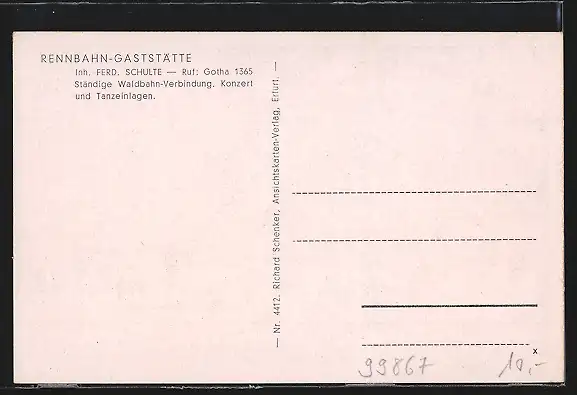 RENNBAHN-GASTSTÄTTE
Inh. FERD. SCHULTE — Ruf: Gotha 1365
Ständige Waldbahn-Verbindung. Konzert
und Tanzeinlagen.
— Nr. 4412. Richard Schenker, Ansichtskarten-Verlag, Erfurt. —
x
99867
10,-